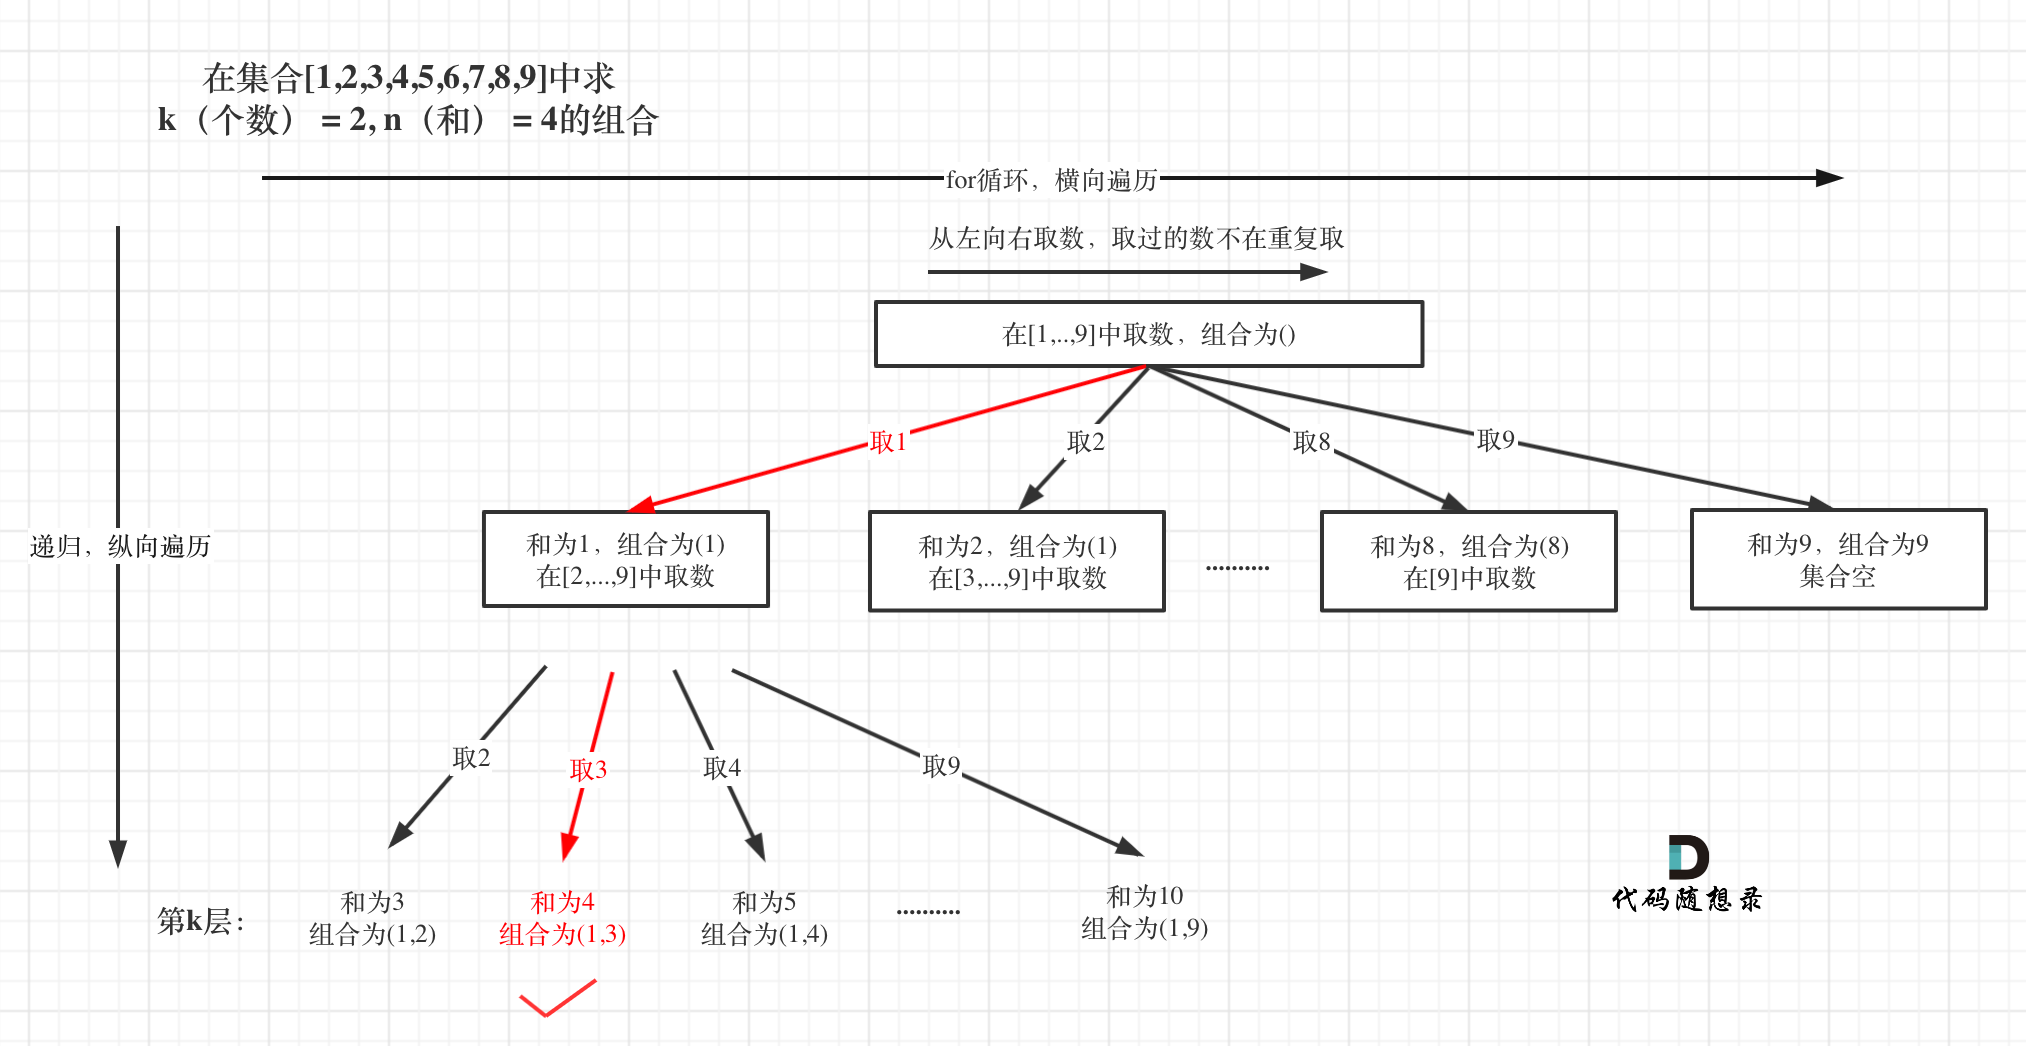 在集合[1,2,3,4,5,6,7,8,9]中求
k（个数）= 2, n（和）= 4的组合
for循环，横向遍历
从左向右取数，取过的数不在重复取
在[1,..,9]中取数，组合为()
取1
取2
取8
取9
递归，纵向遍历
和为1，组合为(1)
在[2,...,9]中取数
和为2，组合为(1)
在[3,...,9]中取数
..........
和为8，组合为(8)
在[9]中取数
和为9，组合为9
集合空
取2
取3
取4
取9
第k层：
和为3
组合为(1,2)
和为4
组合为(1,3)
和为5
组合为(1,4)
..........
和为10
组合为(1,9)
代码随想录